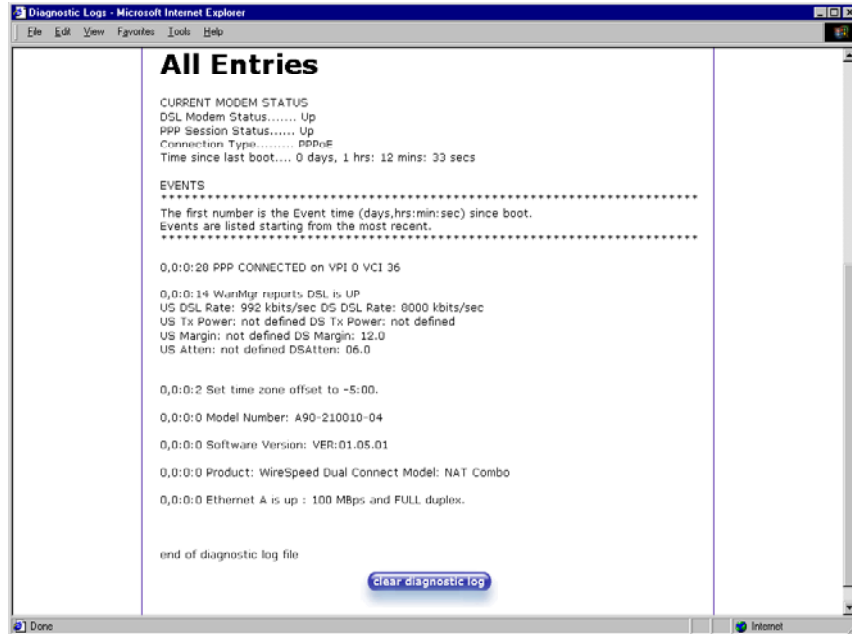 Diagnostic Logs - Microsoft Internet Explorer
File Edit View Favorites Tools Help
All Entries
CURRENT MODEM STATUS
DSL Modem Status....... Up
PPP Session Status...... Up
Connection Type......... PPPoE
Time since last boot.... 0 days, 1 hrs: 12 mins: 33 secs
EVENTS
************************************************************************
The first number is the Event time (days,hrs:min:sec) since boot.
Events are listed starting from the most recent.
************************************************************************
0,0:0:28 PPP CONNECTED on VPI 0 VCI 36
0,0:0:14 WanMgr reports DSL is UP
US DSL Rate: 992 kbits/sec DS DSL Rate: 8000 kbits/sec
US Tx Power: not defined DS Tx Power: not defined
US Margin: not defined DS Margin: 12.0
US Atten: not defined DSAtten: 06.0
0,0:0:2 Set time zone offset to -5:00.
0,0:0:0 Model Number: A90-210010-04
0,0:0:0 Software Version: VER:01.05.01
0,0:0:0 Product: WireSpeed Dual Connect Model: NAT Combo
0,0:0:0 Ethernet A is up : 100 MBps and FULL duplex.
end of diagnostic log file
clear diagnostic log
Done
Internet